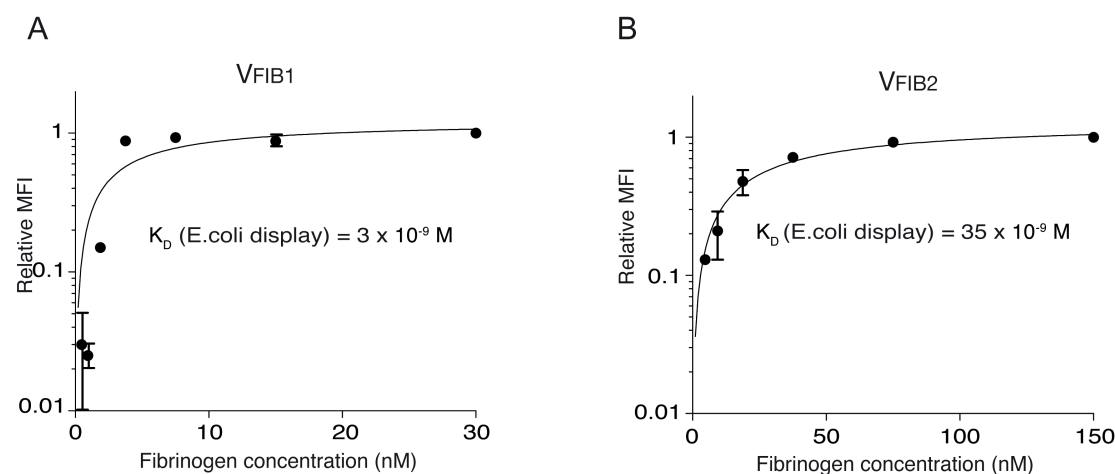 A
VFIB1
Relative MFI
1
0.1
0.01
K_D (E.coli display) = 3 x 10^-9 M
0
10
20
30
Fibrinogen concentration (nM)
B
VFIB2
Relative MFI
1
0.1
0.01
K_D (E.coli display) = 35 x 10^-9 M
0
50
100
150
Fibrinogen concentration (nM)